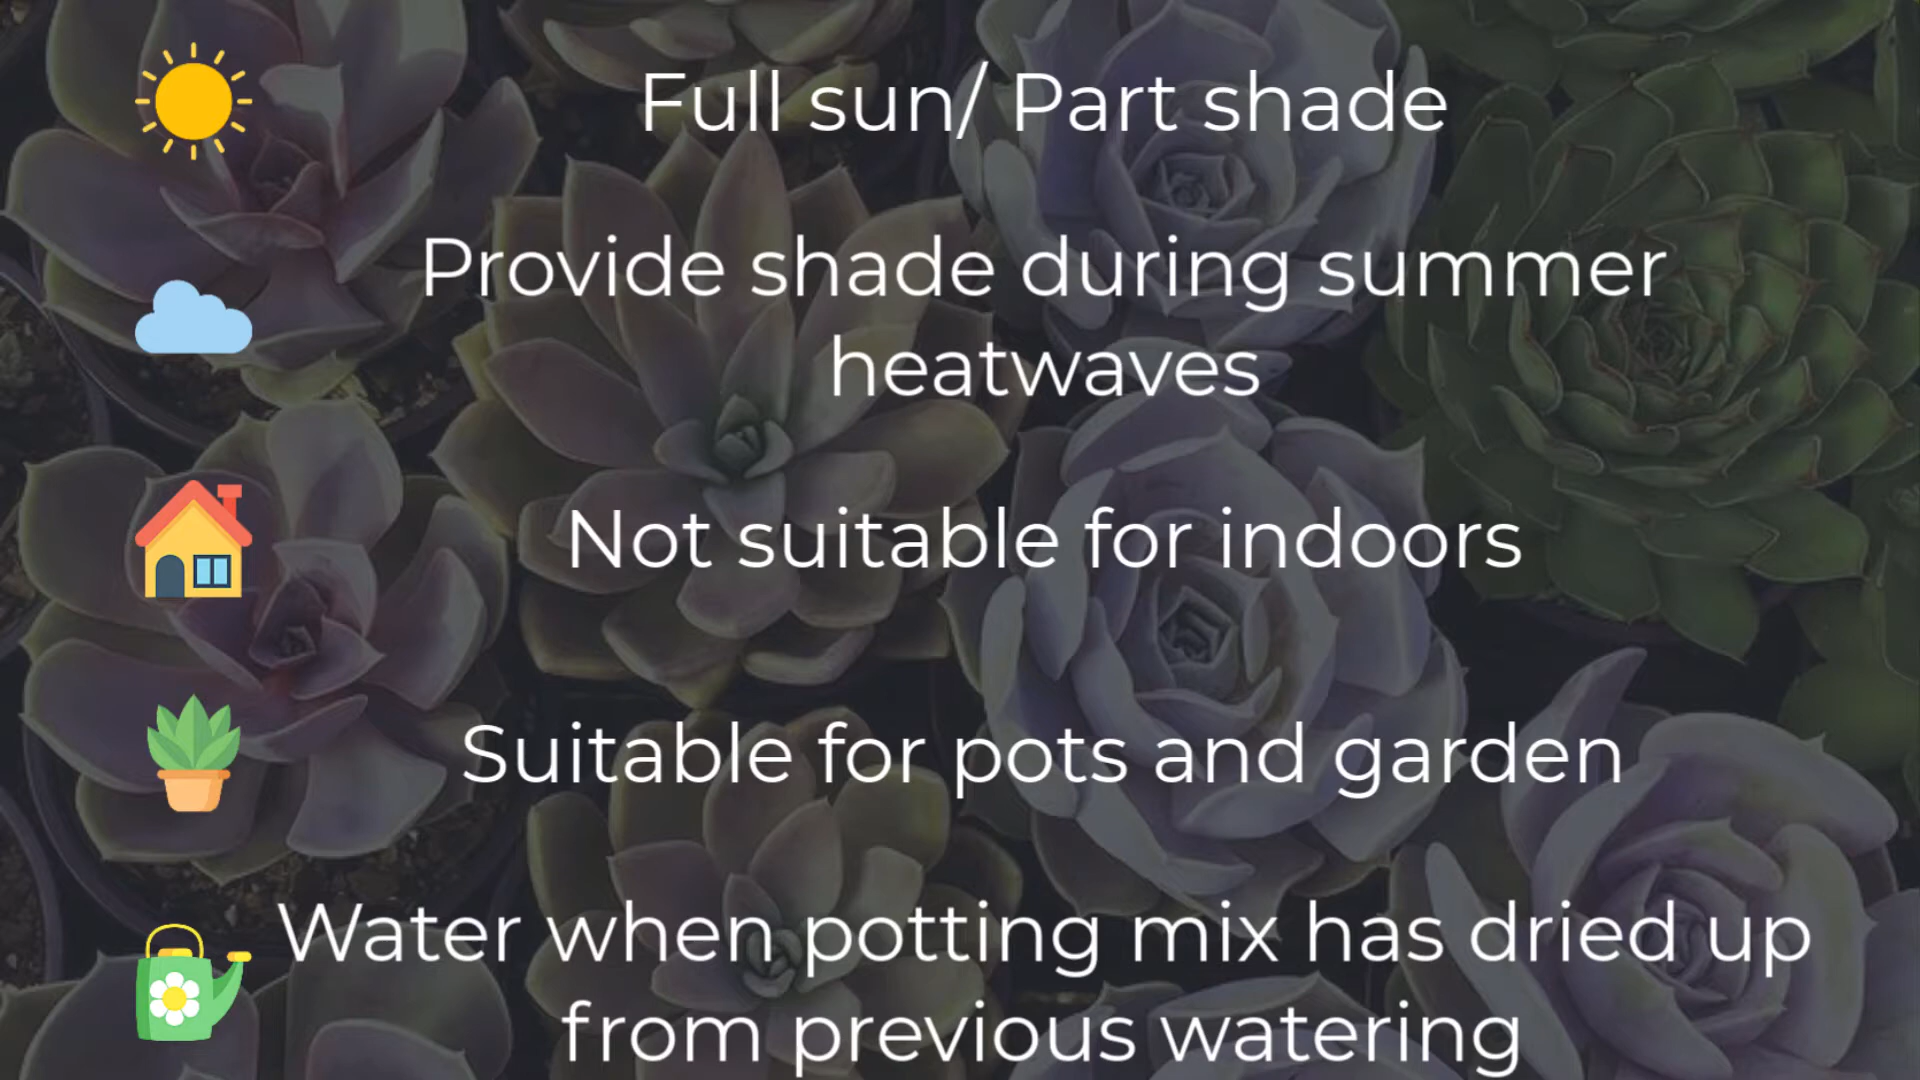 Full sun/ Part shade
Provide shade during summer
heatwaves
Not suitable for indoors
Suitable for pots and garden
Water when potting mix has dried up
from previous watering